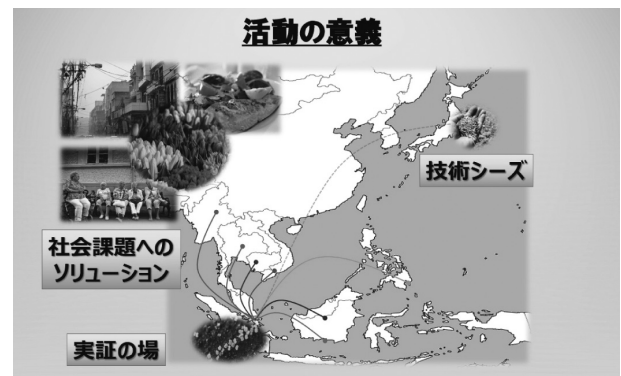 活動の意義
技術シーズ
社会課題への
ソリューション
実証の場